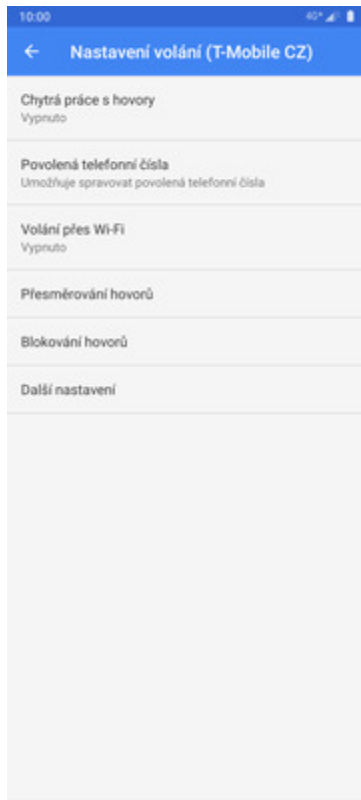 10:00 4G+
Nastavení volání (T-Mobile CZ)
Chytrá práce s hovory
Vypnuto
Povolená telefonní čísla
Umožňuje spravovat povolená telefonní čísla
Volání přes Wi-Fi
Vypnuto
Přesměrování hovorů
Blokování hovorů
Další nastavení